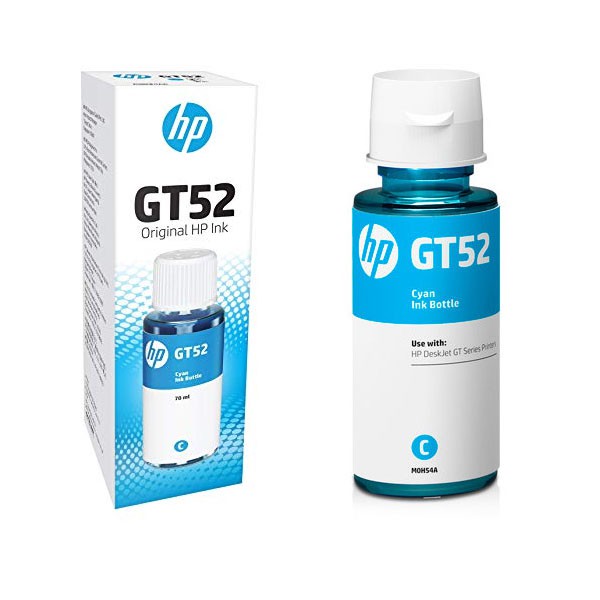 GT52
hp
GT52
Original HP Ink
hp
GT52
Cyan
Ink Bottle
70 ml
C
hp
GT52
Cyan
Ink Bottle
Use with:
HP DeskJet GT Series Printers
C
M0H54A